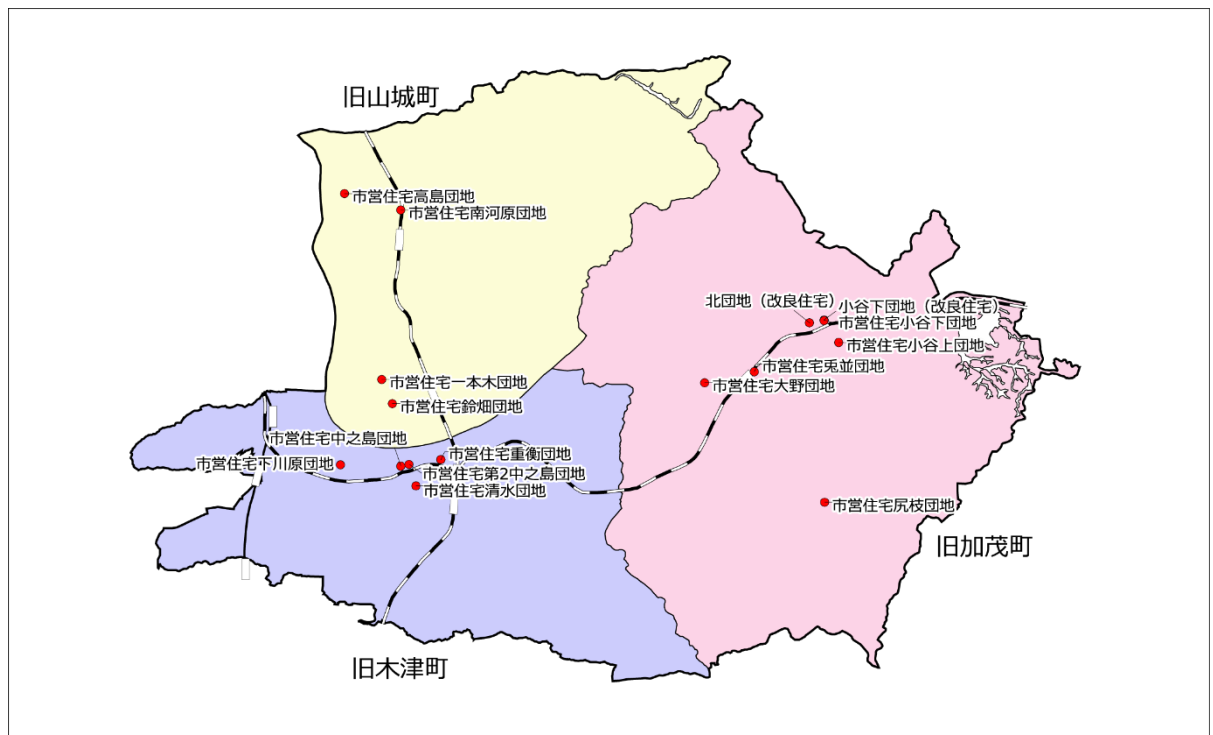 旧山城町
市営住宅高島団地
市営住宅南河原団地
北団地（改良住宅）
小谷下団地（改良住宅）
市営住宅小谷下団地
市営住宅小谷上団地
市営住宅兎並団地
市営住宅大野団地
市営住宅一本木団地
市営住宅鈴畑団地
市営住宅中之島団地
市営住宅重衡団地
市営住宅下川原団地
市営住宅第2中之島団地
市営住宅清水団地
市営住宅尻枝団地
旧加茂町
旧木津町